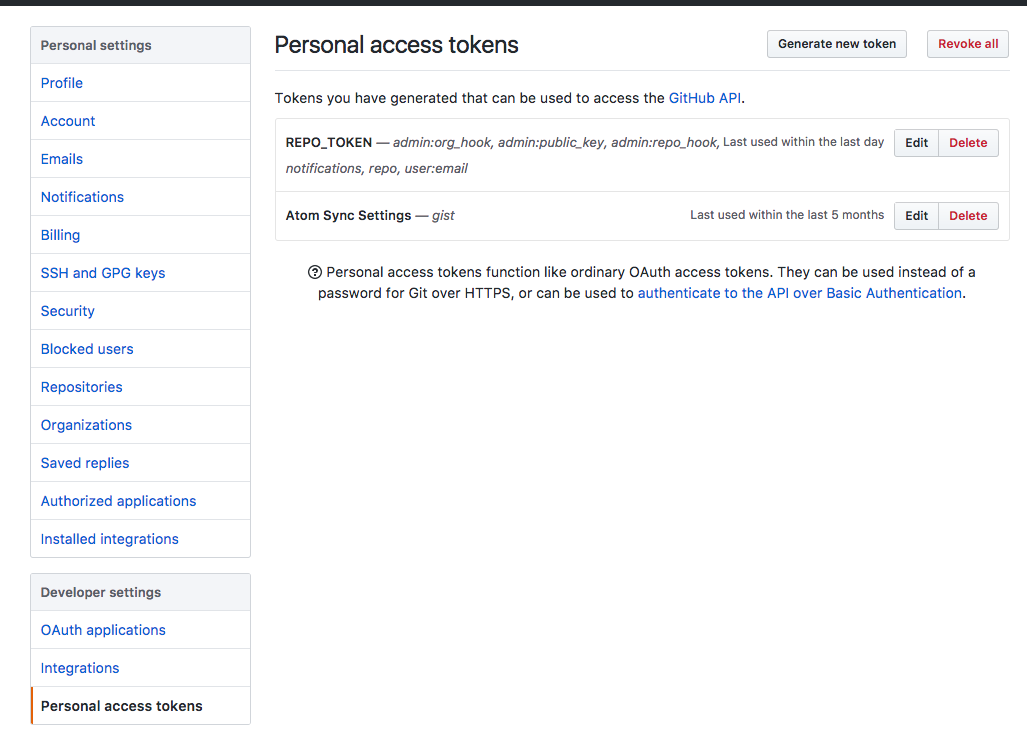 Personal settings
Profile
Account
Emails
Notifications
Billing
SSH and GPG keys
Security
Blocked users
Repositories
Organizations
Saved replies
Authorized applications
Installed integrations
Developer settings
OAuth applications
Integrations
Personal access tokens
Personal access tokens
Generate new token
Revoke all
Tokens you have generated that can be used to access the GitHub API.
REPO_TOKEN — admin:org_hook, admin:public_key, admin:repo_hook,
notifications, repo, user:email
Last used within the last day
Edit
Delete
Atom Sync Settings — gist
Last used within the last 5 months
Edit
Delete
Personal access tokens function like ordinary OAuth access tokens. They can be used instead of a
password for Git over HTTPS, or can be used to authenticate to the API over Basic Authentication.